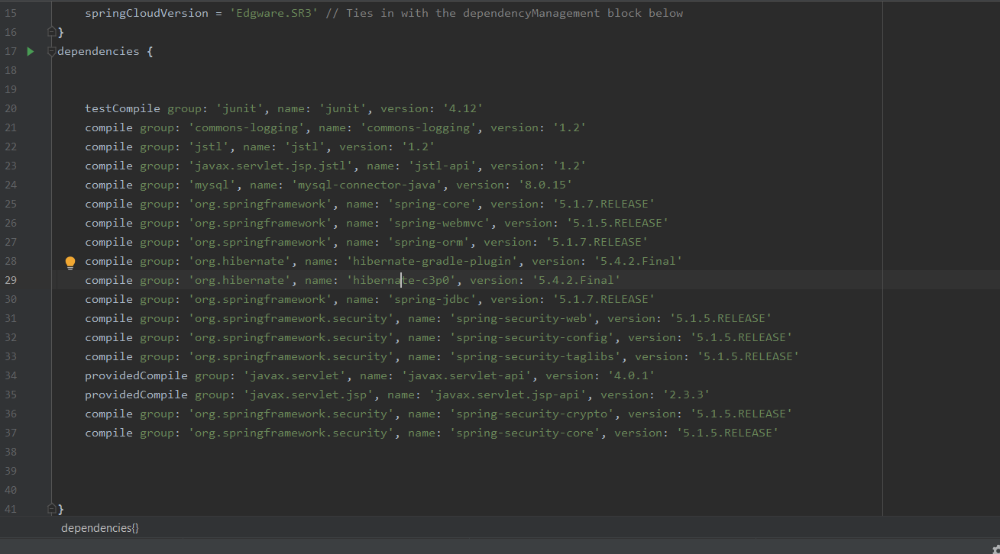 15 springCloudVersion = 'Edgware.SR3' // Ties in with the dependencyManagement block below
16 }
17 dependencies {
18
19
20 testCompile group: 'junit', name: 'junit', version: '4.12'
21 compile group: 'commons-logging', name: 'commons-logging', version: '1.2'
22 compile group: 'jstl', name: 'jstl', version: '1.2'
23 compile group: 'javax.servlet.jsp.jstl', name: 'jstl-api', version: '1.2'
24 compile group: 'mysql', name: 'mysql-connector-java', version: '8.0.15'
25 compile group: 'org.springframework', name: 'spring-core', version: '5.1.7.RELEASE'
26 compile group: 'org.springframework', name: 'spring-webmvc', version: '5.1.5.RELEASE'
27 compile group: 'org.springframework', name: 'spring-orm', version: '5.1.7.RELEASE'
28 compile group: 'org.hibernate', name: 'hibernate-gradle-plugin', version: '5.4.2.Final'
29 compile group: 'org.hibernate', name: 'hibernate-c3p0', version: '5.4.2.Final'
30 compile group: 'org.springframework', name: 'spring-jdbc', version: '5.1.7.RELEASE'
31 compile group: 'org.springframework.security', name: 'spring-security-web', version: '5.1.5.RELEASE'
32 compile group: 'org.springframework.security', name: 'spring-security-config', version: '5.1.5.RELEASE'
33 compile group: 'org.springframework.security', name: 'spring-security-taglibs', version: '5.1.5.RELEASE'
34 providedCompile group: 'javax.servlet', name: 'javax.servlet-api', version: '4.0.1'
35 providedCompile group: 'javax.servlet.jsp', name: 'javax.servlet.jsp-api', version: '2.3.3'
36 compile group: 'org.springframework.security', name: 'spring-security-crypto', version: '5.1.5.RELEASE'
37 compile group: 'org.springframework.security', name: 'spring-security-core', version: '5.1.5.RELEASE'
38
39
40
41 }
dependencies{}